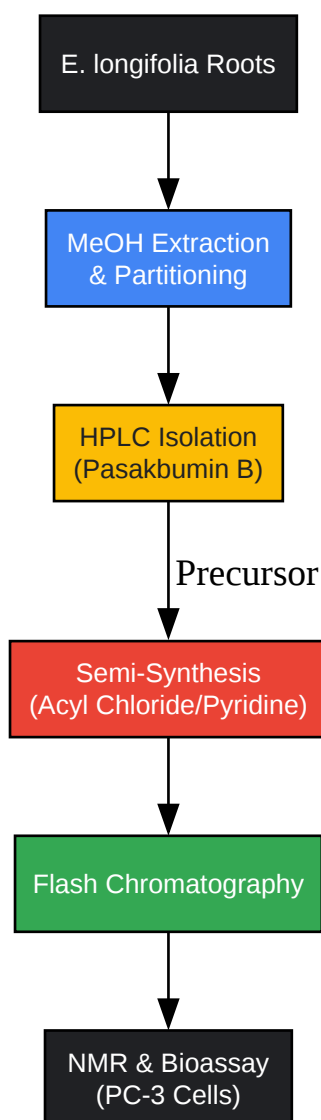 E. longifolia Roots
MeOH Extraction
& Partitioning
HPLC Isolation
(Pasakbumin B)
Precursor
Semi-Synthesis
(Acyl Chloride/Pyridine)
Flash Chromatography
NMR & Bioassay
(PC-3 Cells)